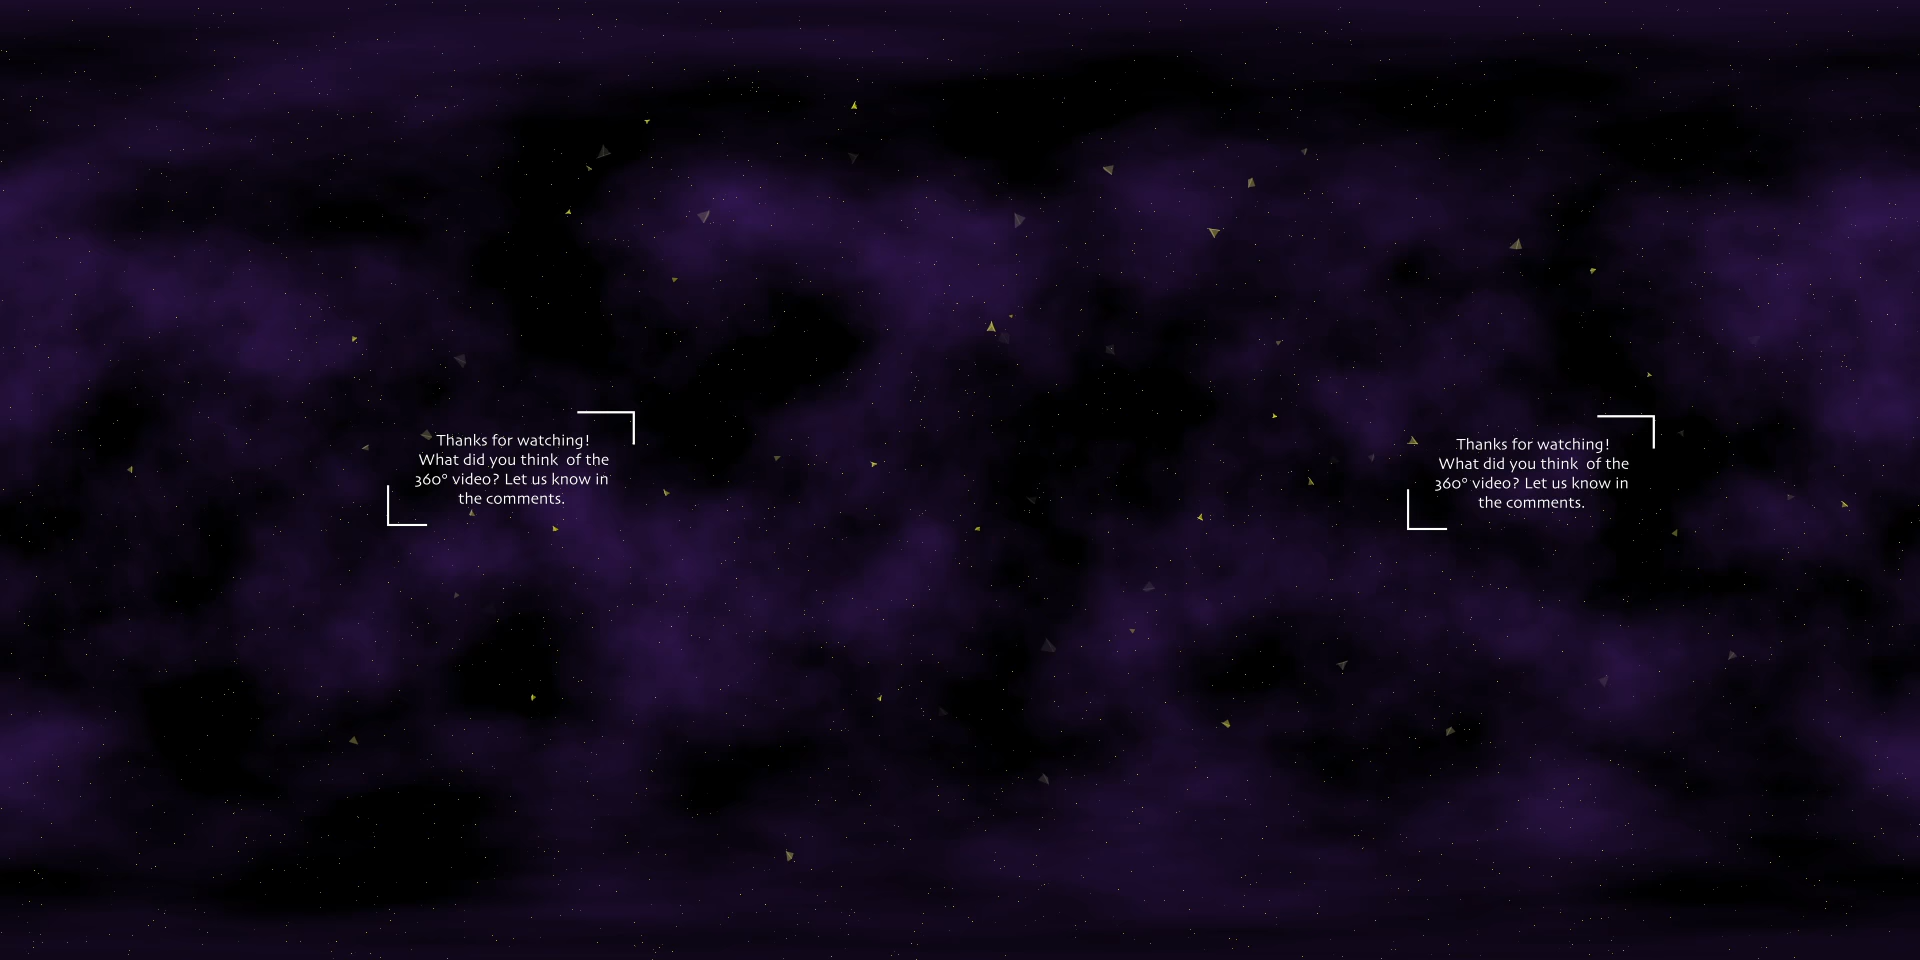 Thanks for watching!
What did you think  of the
360° video? Let us know in
the comments.
Thanks for watching!
What did you think  of the
360° video? Let us know in
the comments.